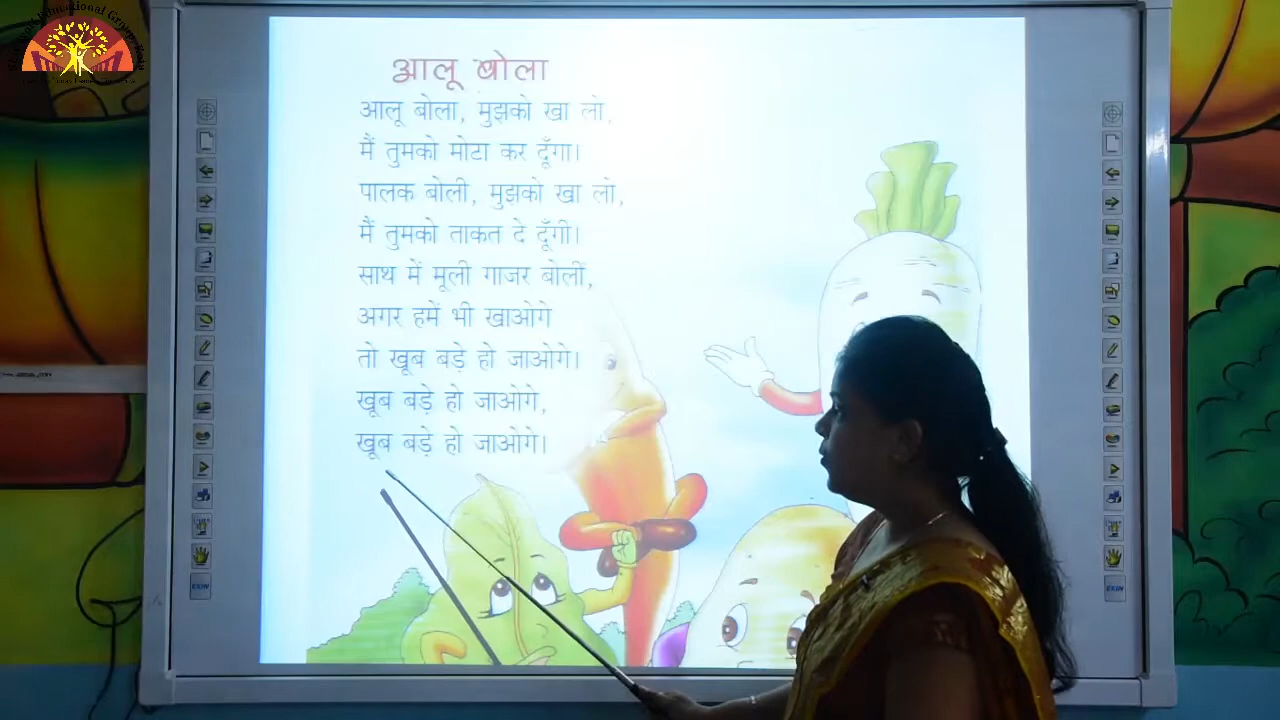 आलू बोला
आलू बोला, मुझको खा लो,
मैं तुमको मोटा कर दूँगा।
पालक बोली, मुझको खा लो,
मैं तुमको ताकत दे दूँगी।
साथ में मूली गाजर बोलीं,
अगर हमें भी खाओगे
तो खूब बड़े हो जाओगे।
खूब बड़े हो जाओगे,
खूब बड़े हो जाओगे।